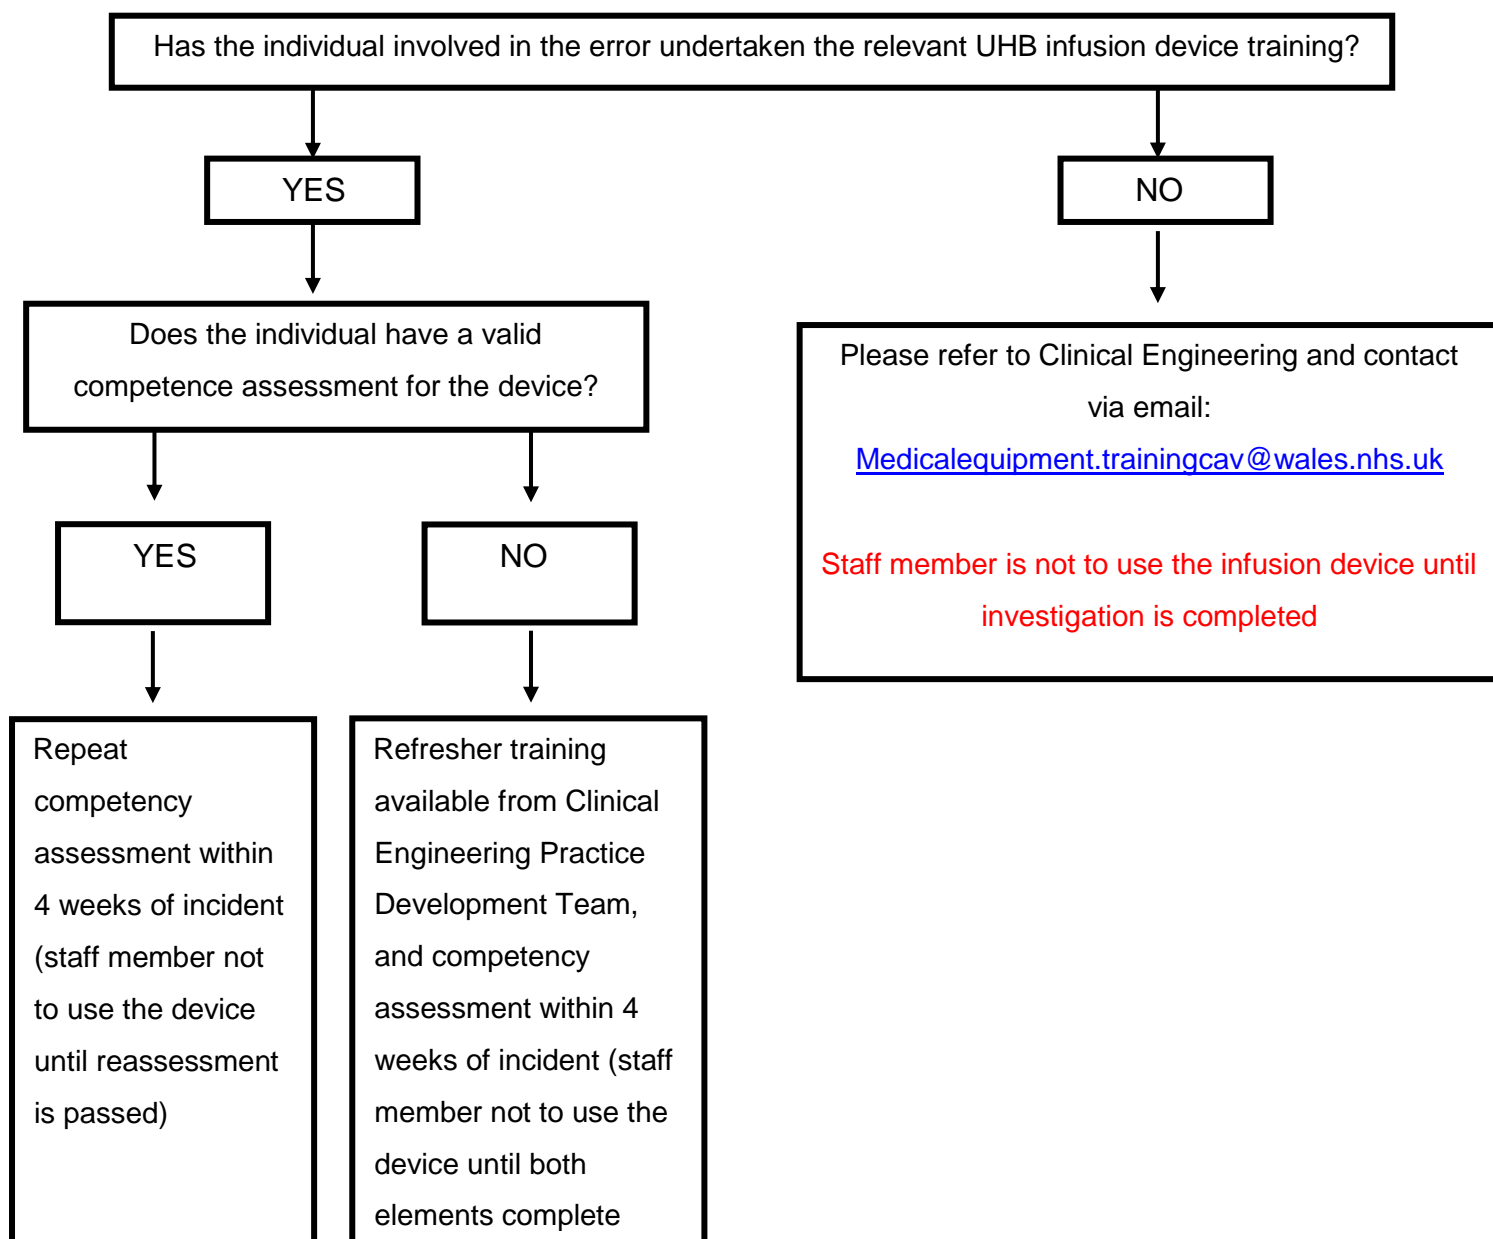 Has the individual involved in the error undertaken the relevant UHB infusion device training?
YES
NO
Does the individual have a valid
competence assessment for the device?
Please refer to Clinical Engineering and contact
via email:
Medicalequipment.trainingcav@wales.nhs.uk
Staff member is not to use the infusion device until
investigation is completed
YES
NO
Repeat
competency
assessment within
4 weeks of incident
(staff member not
to use the device
until reassessment
is passed)
Refresher training
available from Clinical
Engineering Practice
Development Team,
and competency
assessment within 4
weeks of incident (staff
member not to use the
device until both
elements complete